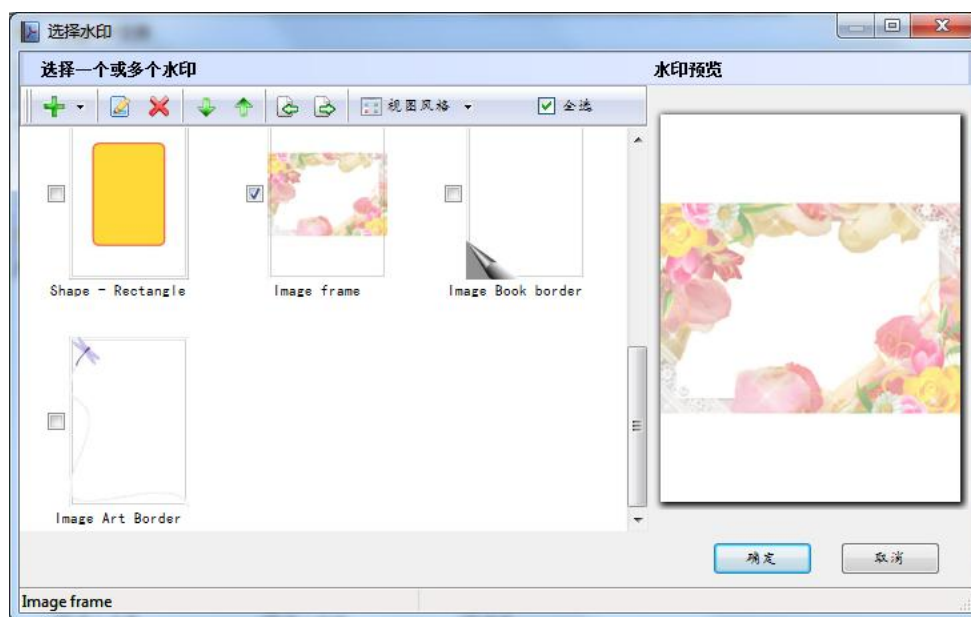 选择水印
选择一个或多个水印
水印预览
视图风格
全选
Shape - Rectangle
Image frame
Image Book border
Image Art Border
确定
取消
Image frame